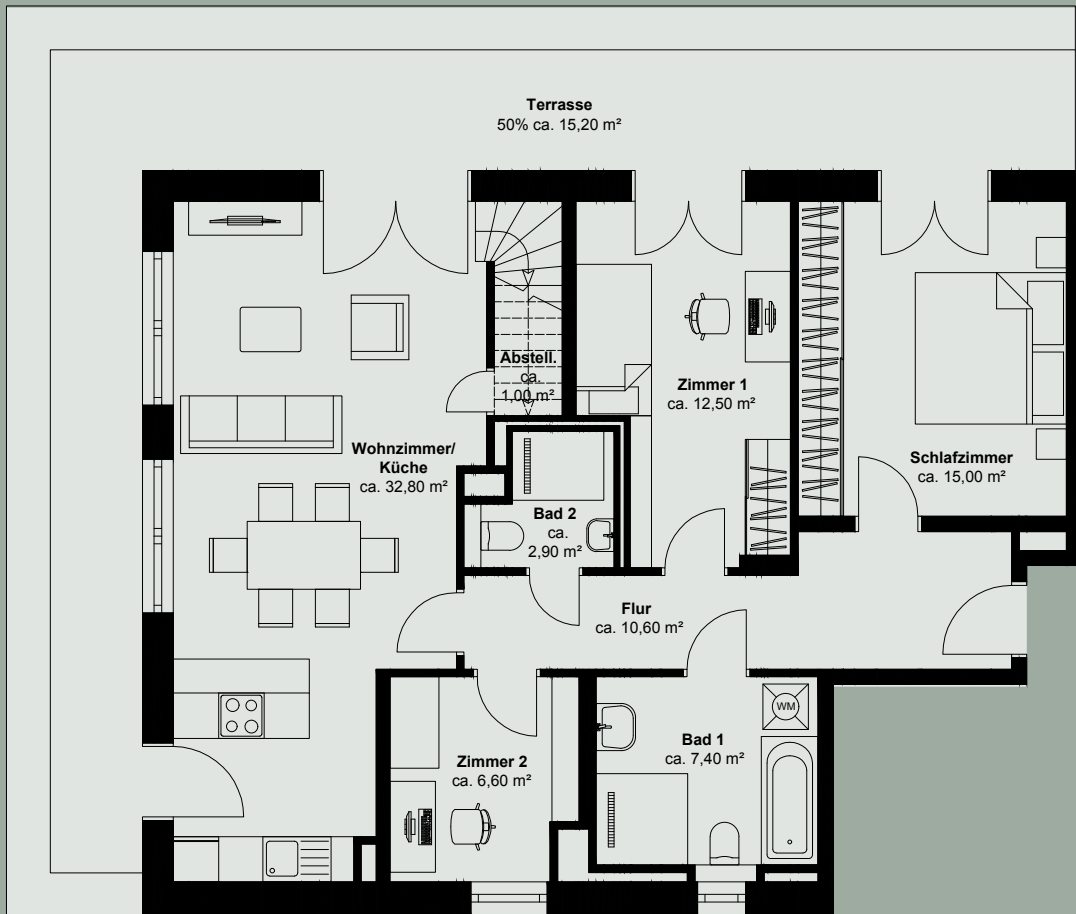 Terrasse
50% ca. 15,20 m²
Abstell.
ca.
1,00 m²
Zimmer 1
ca. 12,50 m²
Wohnzimmer/
Küche
ca. 32,80 m²
Schlafzimmer
ca. 15,00 m²
Bad 2
ca.
2,90 m²
Flur
ca. 10,60 m²
WM
Bad 1
ca. 7,40 m²
Zimmer 2
ca. 6,60 m²